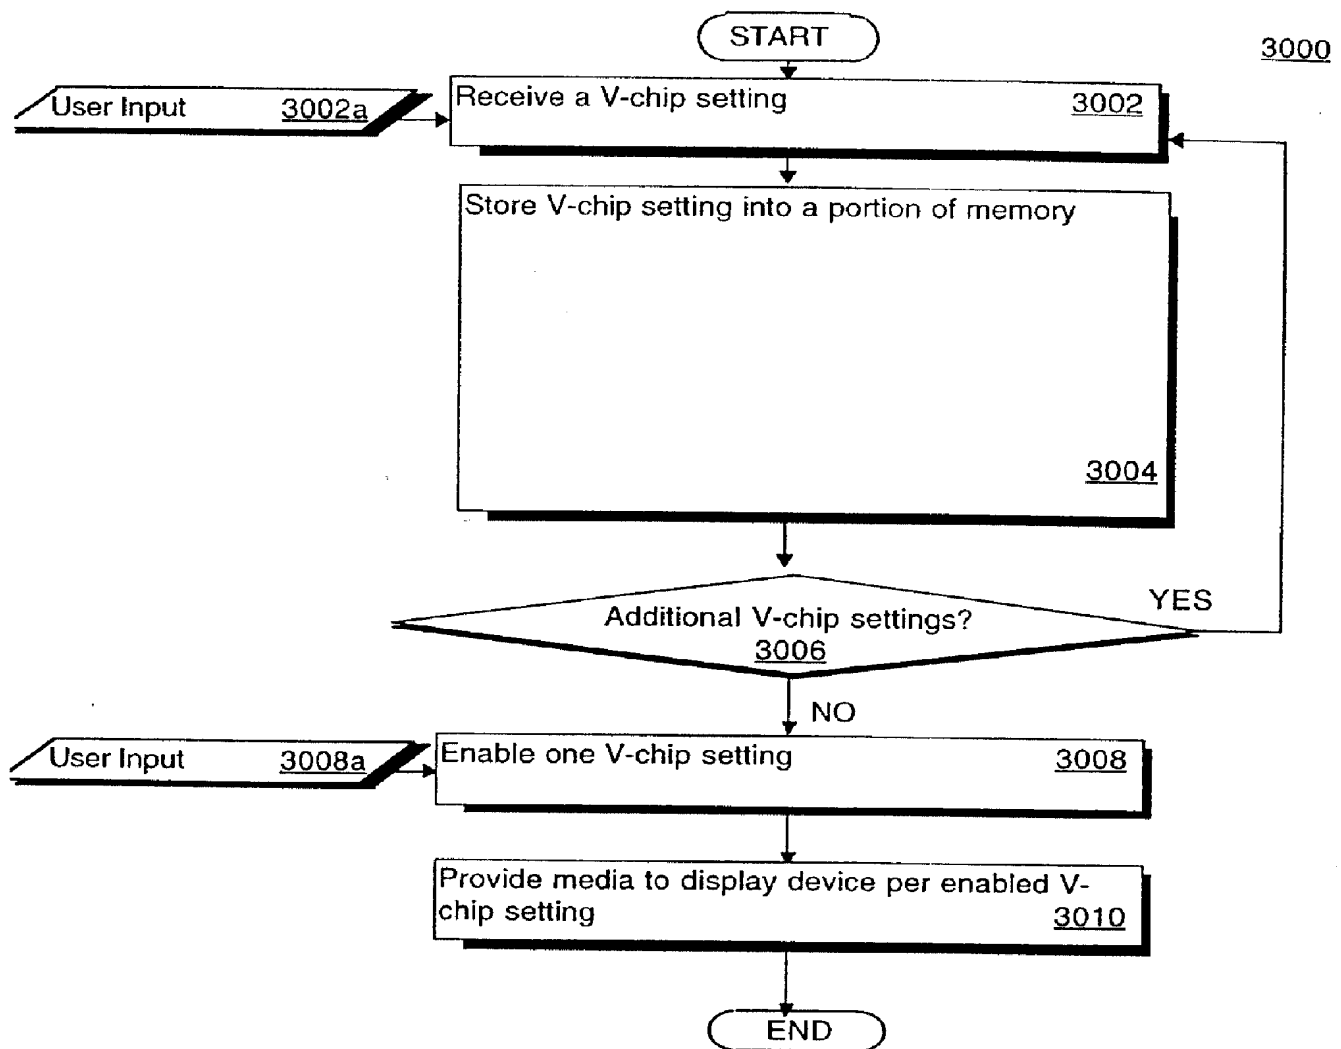 START
3000
User Input 3002a
Receive a V-chip setting 3002
Store V-chip setting into a portion of memory
3004
Additional V-chip settings?
3006
YES
NO
User Input 3008a
Enable one V-chip setting 3008
Provide media to display device per enabled V-
chip setting 3010
END